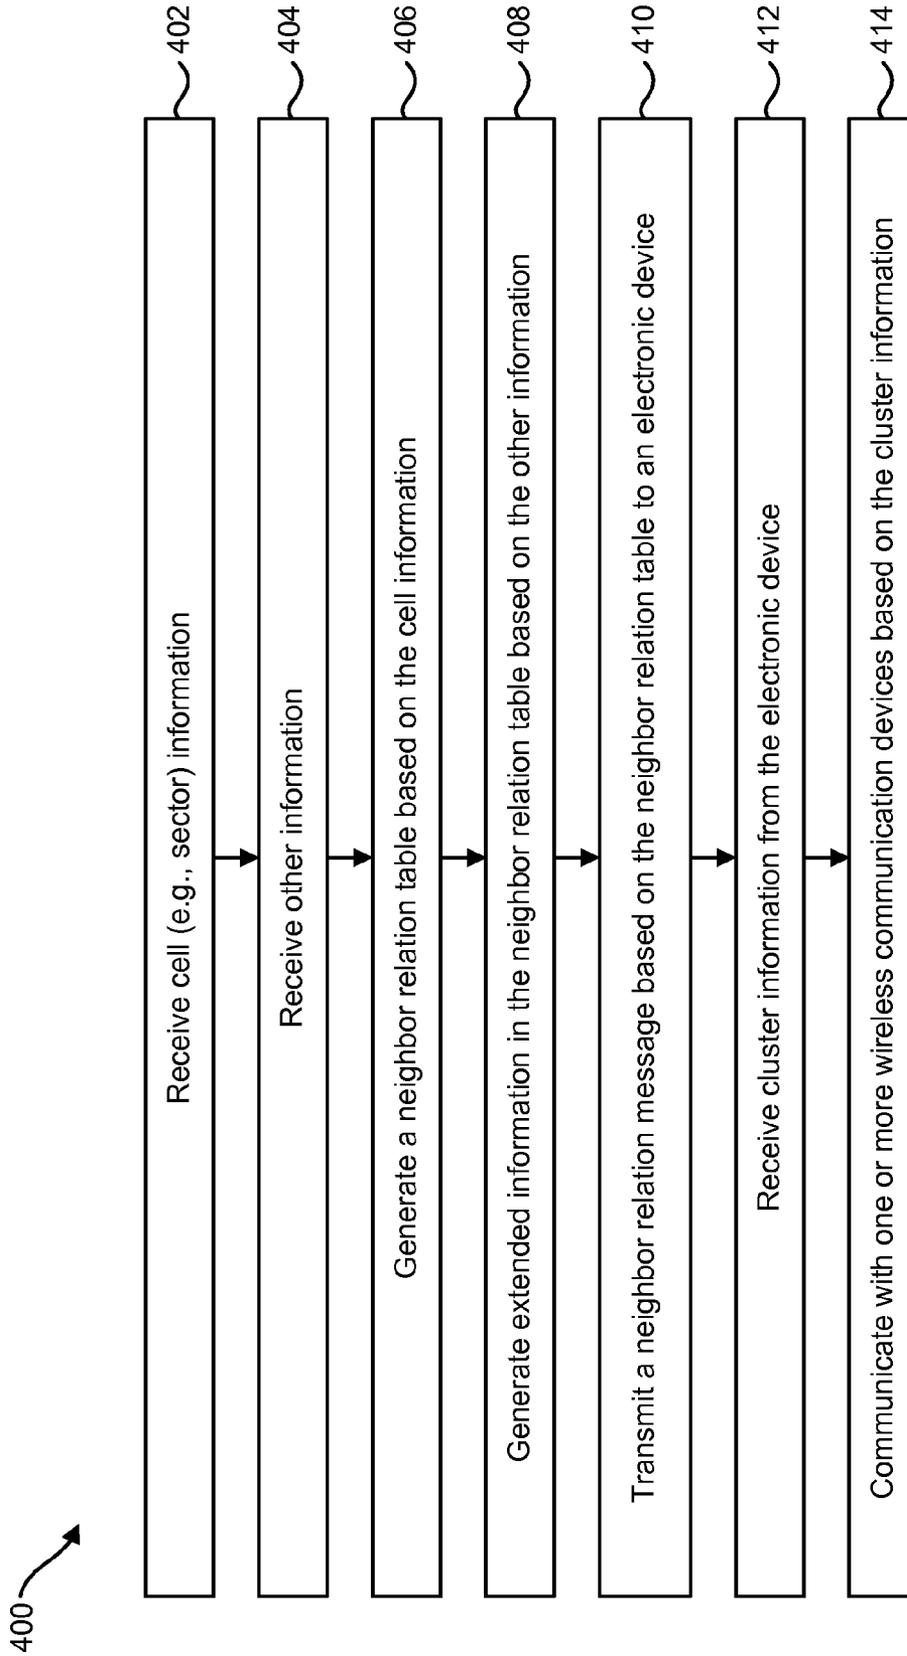 400
Receive cell (e.g., sector) information
402
Receive other information
404
Generate a neighbor relation table based on the cell information
406
Generate extended information in the neighbor relation table based on the other information
408
Transmit a neighbor relation message based on the neighbor relation table to an electronic device
410
Receive cluster information from the electronic device
412
Communicate with one or more wireless communication devices based on the cluster information
414